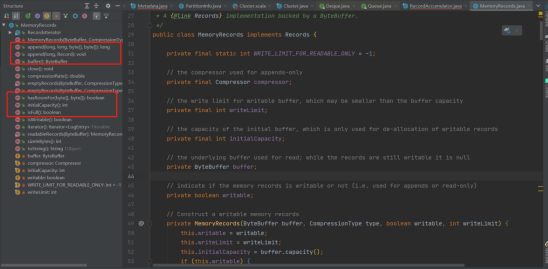 Structure
Metadata.java
PartitionInfo.java
Cluster.scala
Cluster.java
Deque.java
Queue.java
RecordAccumulator.java
MemoryRecords.java
MemoryRecords
RecordsIterator
MemoryRecords(ByteBuffer, CompressionType
append(long, long, byte[], byte[]): long
append(long, Record): void
buffer(): ByteBuffer
close(): void
compressionRate(): double
emptyRecords(ByteBuffer, CompressionType
emptyRecords(ByteBuffer, CompressionType
hasRoomFor(byte[], byte[]): boolean
initialCapacity(): int
isFull(): boolean
isWritable(): boolean
iterator(): Iterator<LogEntry>
readableRecords(ByteBuffer): MemoryRecords
sizeInBytes(): int
toString(): String
buffer: ByteBuffer
compressor: Compressor
initialCapacity: int
writable: boolean
WRITE_LIMIT_FOR_READABLE_ONLY: int = -1
writeLimit: int
* A {@link Records} implementation backed by a ByteBuffer.
*/
public class MemoryRecords implements Records {
private final static int WRITE_LIMIT_FOR_READABLE_ONLY = -1;
// the compressor used for appends-only
private final Compressor compressor;
// the write limit for writable buffer, which may be smaller than the buffer capacity
private final int writeLimit;
// the capacity of the initial buffer, which is only used for de-allocation of writable records
private final int initialCapacity;
// the underlying buffer used for read; while the records are still writable it is null
private ByteBuffer buffer;
// indicate if the memory records is writable or not (i.e. used for appends or read-only)
private boolean writable;
// Construct a writable memory records
private MemoryRecords(ByteBuffer buffer, CompressionType type, boolean writable, int writeLimit) {
this.writable = writable;
this.writeLimit = writeLimit;
this.initialCapacity = buffer.capacity();
if (this.writable) {